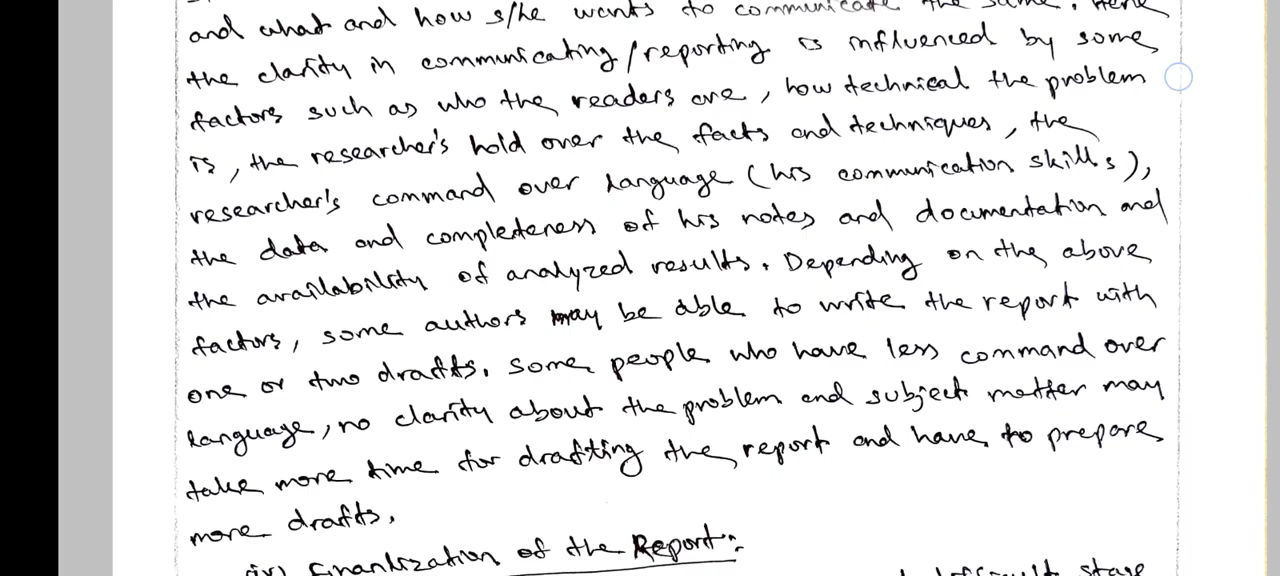 and what and how s/he wants to communicate the same. Here
the clarity in communicating/reporting is influenced by some
factors such as who the readers are, how technical the problem
is, the researcher's hold over the facts and techniques, the
researcher's command over language (his communication skills),
the data and completeness of his notes and documentation and
the availability of analyzed results. Depending on the above
factors, some authors may be able to write the report with
one or two drafts. Some people who have less command over
language, no clarity about the problem and subject matter may
take more time for drafting the report and have to prepare
more drafts.
iv) Finalization of the Report:
stage